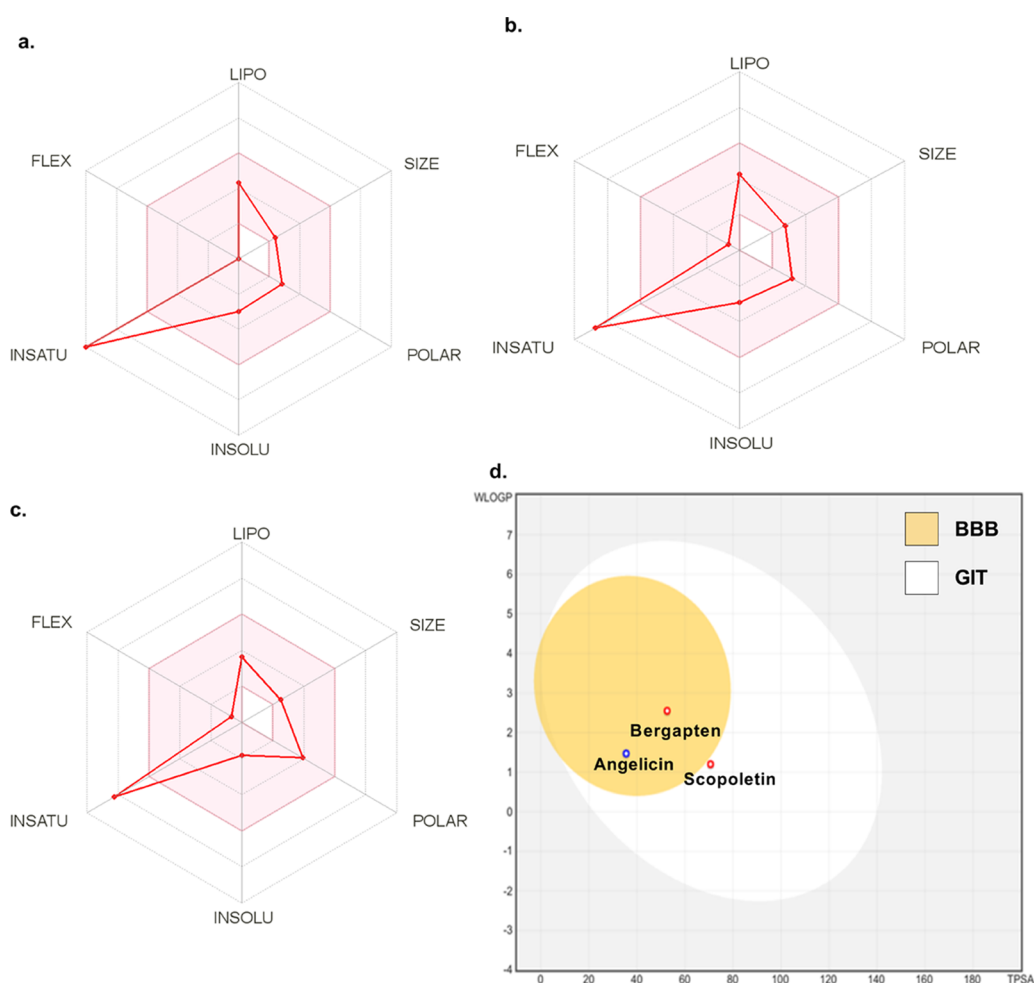 a.
LIPO
FLEX
SIZE
INSATU
POLAR
INSOLU
b.
LIPO
FLEX
SIZE
INSATU
POLAR
INSOLU
c.
LIPO
FLEX
SIZE
INSATU
POLAR
INSOLU
d.
WLOGP
BBB
GIT
7
6
5
4
3
2
1
0
-1
-2
-3
-4
Bergapten
Angelicin
Scopoletin
0 20 40 60 80 100 120 140 160 180 TPSA